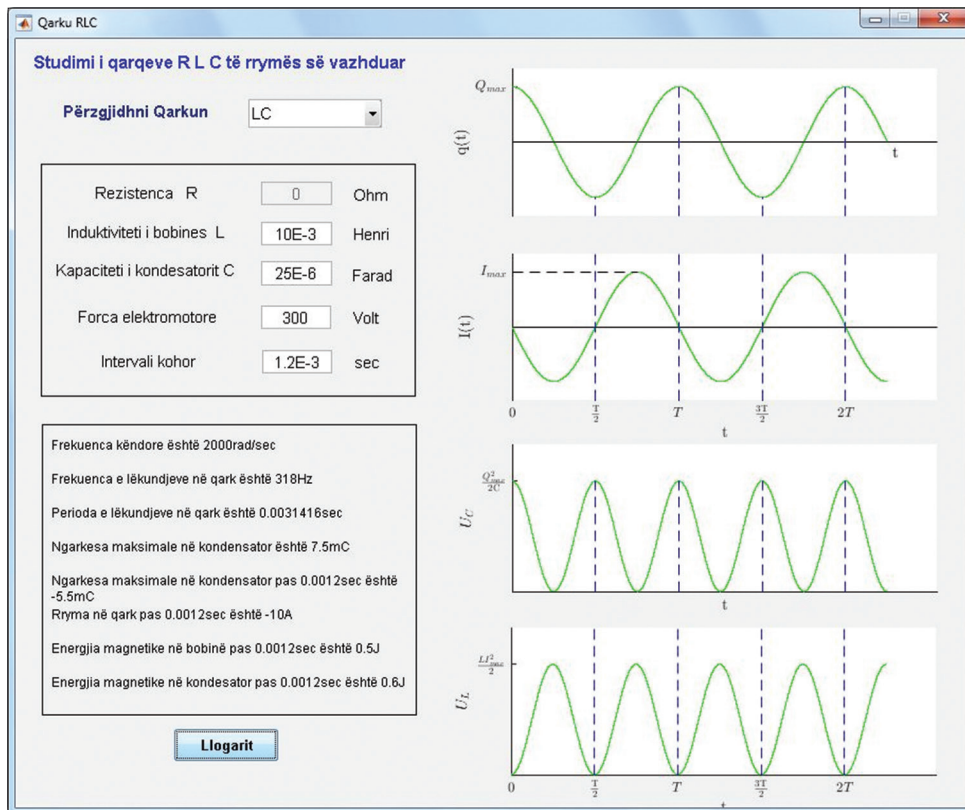 Qarku RLC
Studimi i qarqeve R L C të rrymës së vazhduar
Përzgjidhni Qarkun
LC
Rezistenca R
0
Ohm
Induktiviteti i bobines L
10E-3
Henri
Kapaciteti i kondesatorit C
25E-6
Farad
Forca elektromotore
300
Volt
Intervali kohor
1.2E-3
sec
Frekuenca këndore është 2000rad/sec
Frekuenca e lëkundjeve në qark është 318Hz
Perioda e lëkundjeve në qark është 0.0031416sec
Ngarkesa maksimale në kondensator është 7.5mC
Ngarkesa maksimale në kondensator pas 0.0012sec është
-5.5mC
Rryma në qark pas 0.0012sec është -10A
Energjia magnetike në bobinë pas 0.0012sec është 0.5J
Energjia magnetike në kondesator pas 0.0012sec është 0.6J
Llogarit
Qmax
q(t)
t
Imax
I(t)
0 T/2 T 3T/2 2T
t
Q²max/2C
U_C
t
LI²max/2
U_L
0 T/2 T 3T/2 2T
t